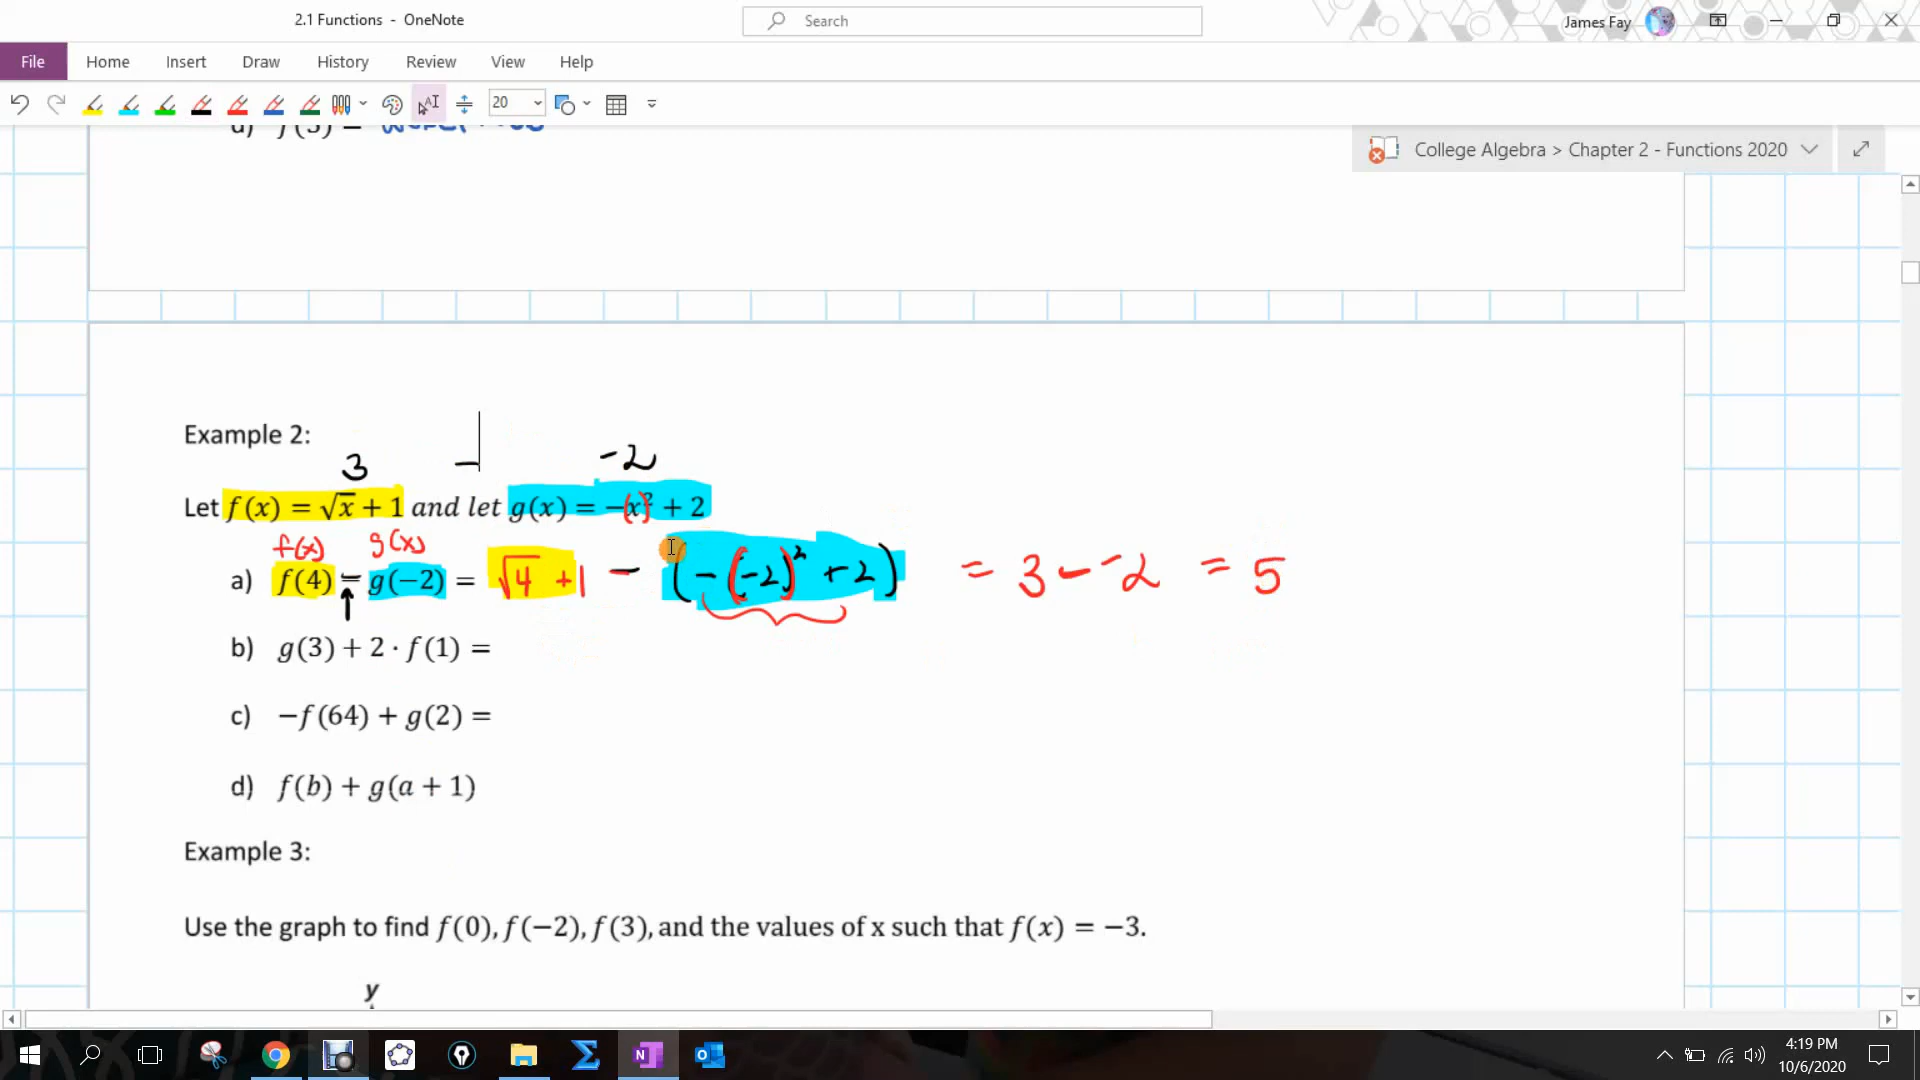 2.1 Functions - OneNote
Search
James Fay
File Home Insert Draw History Review View Help
20
College Algebra > Chapter 2 - Functions 2020
f(3) =
Example 2:
3 − -2
Let f(x) = √x + 1 and let g(x) = −(x)² + 2
f(x) g(x)
a) f(4) − g(−2) = √4 + 1 − (−(−2)² + 2) = 3 − -2 = 5
b) g(3) + 2 · f(1) =
c) −f(64) + g(2) =
d) f(b) + g(a + 1)
Example 3:
Use the graph to find f(0), f(−2), f(3), and the values of x such that f(x) = −3.
y
4:19 PM
10/6/2020